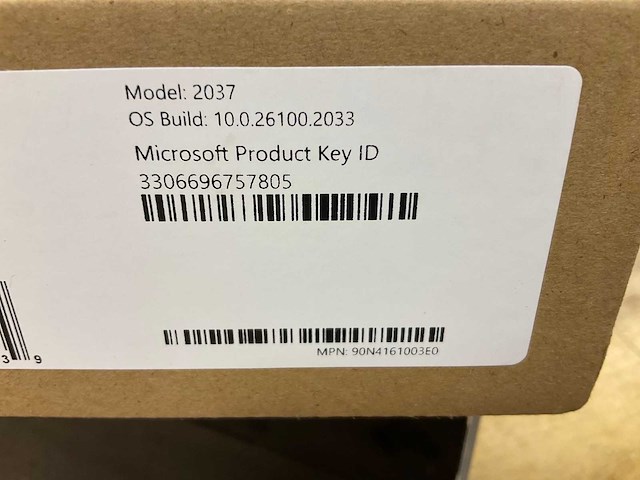 Model: 2037
OS Build: 10.0.26100.2033
Microsoft Product Key ID
3306696757805
3 9
MPN: 90N4161003E0